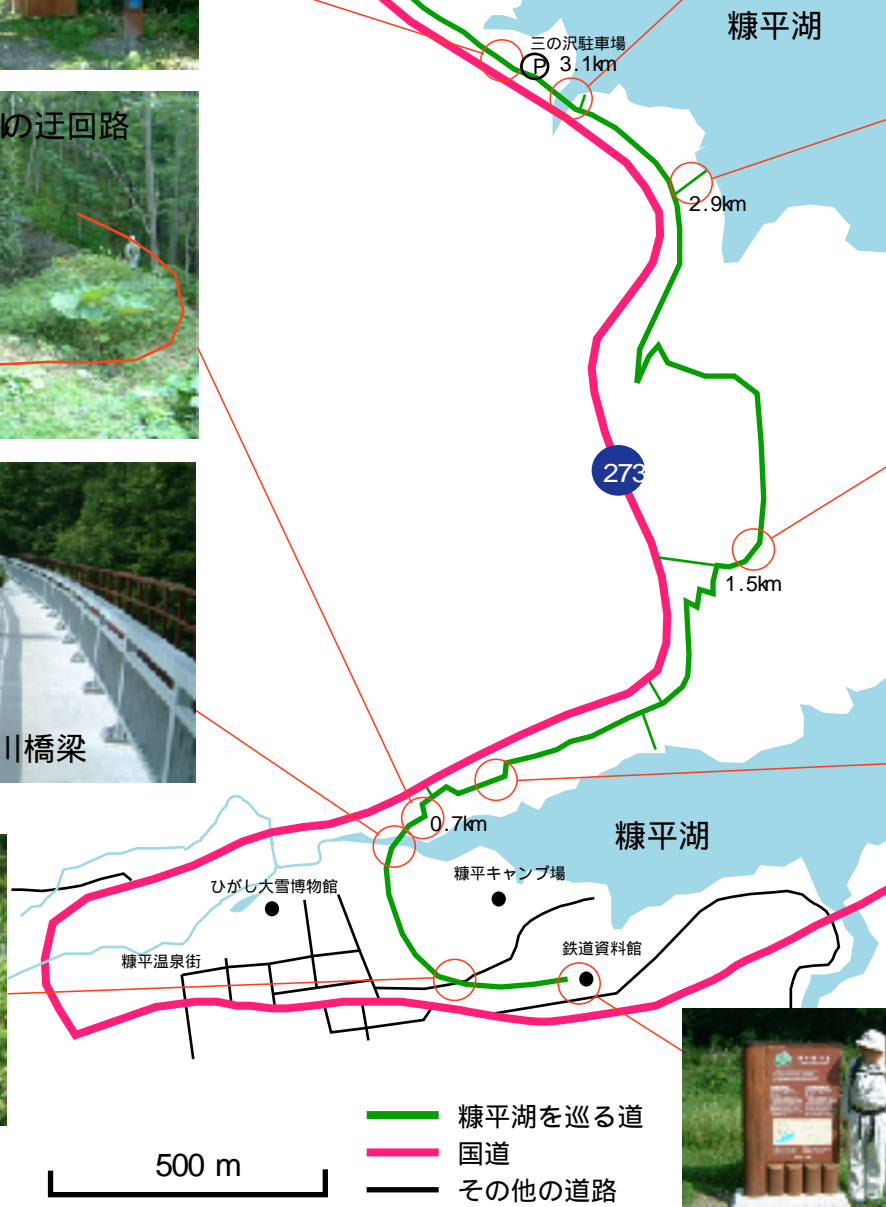 糠平湖
三の沢駐車場
P 3.1km
の迂回路
2.9km
273
1.5km
川橋梁
0.7km
糠平湖
糠平キャンプ場
ひがし大雪博物館
鉄道資料館
糠平温泉街
糠平湖を巡る道
500 m
国道
その他の道路